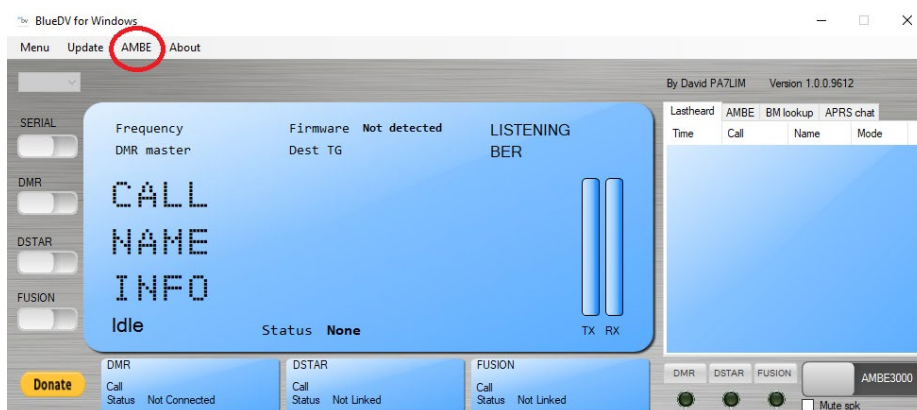 BlueDV for Windows
Menu Update AMBE About
By David PA7LIM Version 1.0.0.9612
SERIAL
DMR
DSTAR
FUSION
Frequency Firmware Not detected LISTENING
DMR master Dest TG BER
CALL
NAME
INFO
Idle Status None TX RX
Lastheard AMBE BM lookup APRS chat
Time Call Name Mode
Donate
DMR
Call
Status Not Connected
DSTAR
Call
Status Not Linked
FUSION
Call
Status Not Linked
DMR DSTAR FUSION AMBE3000
Mute spk